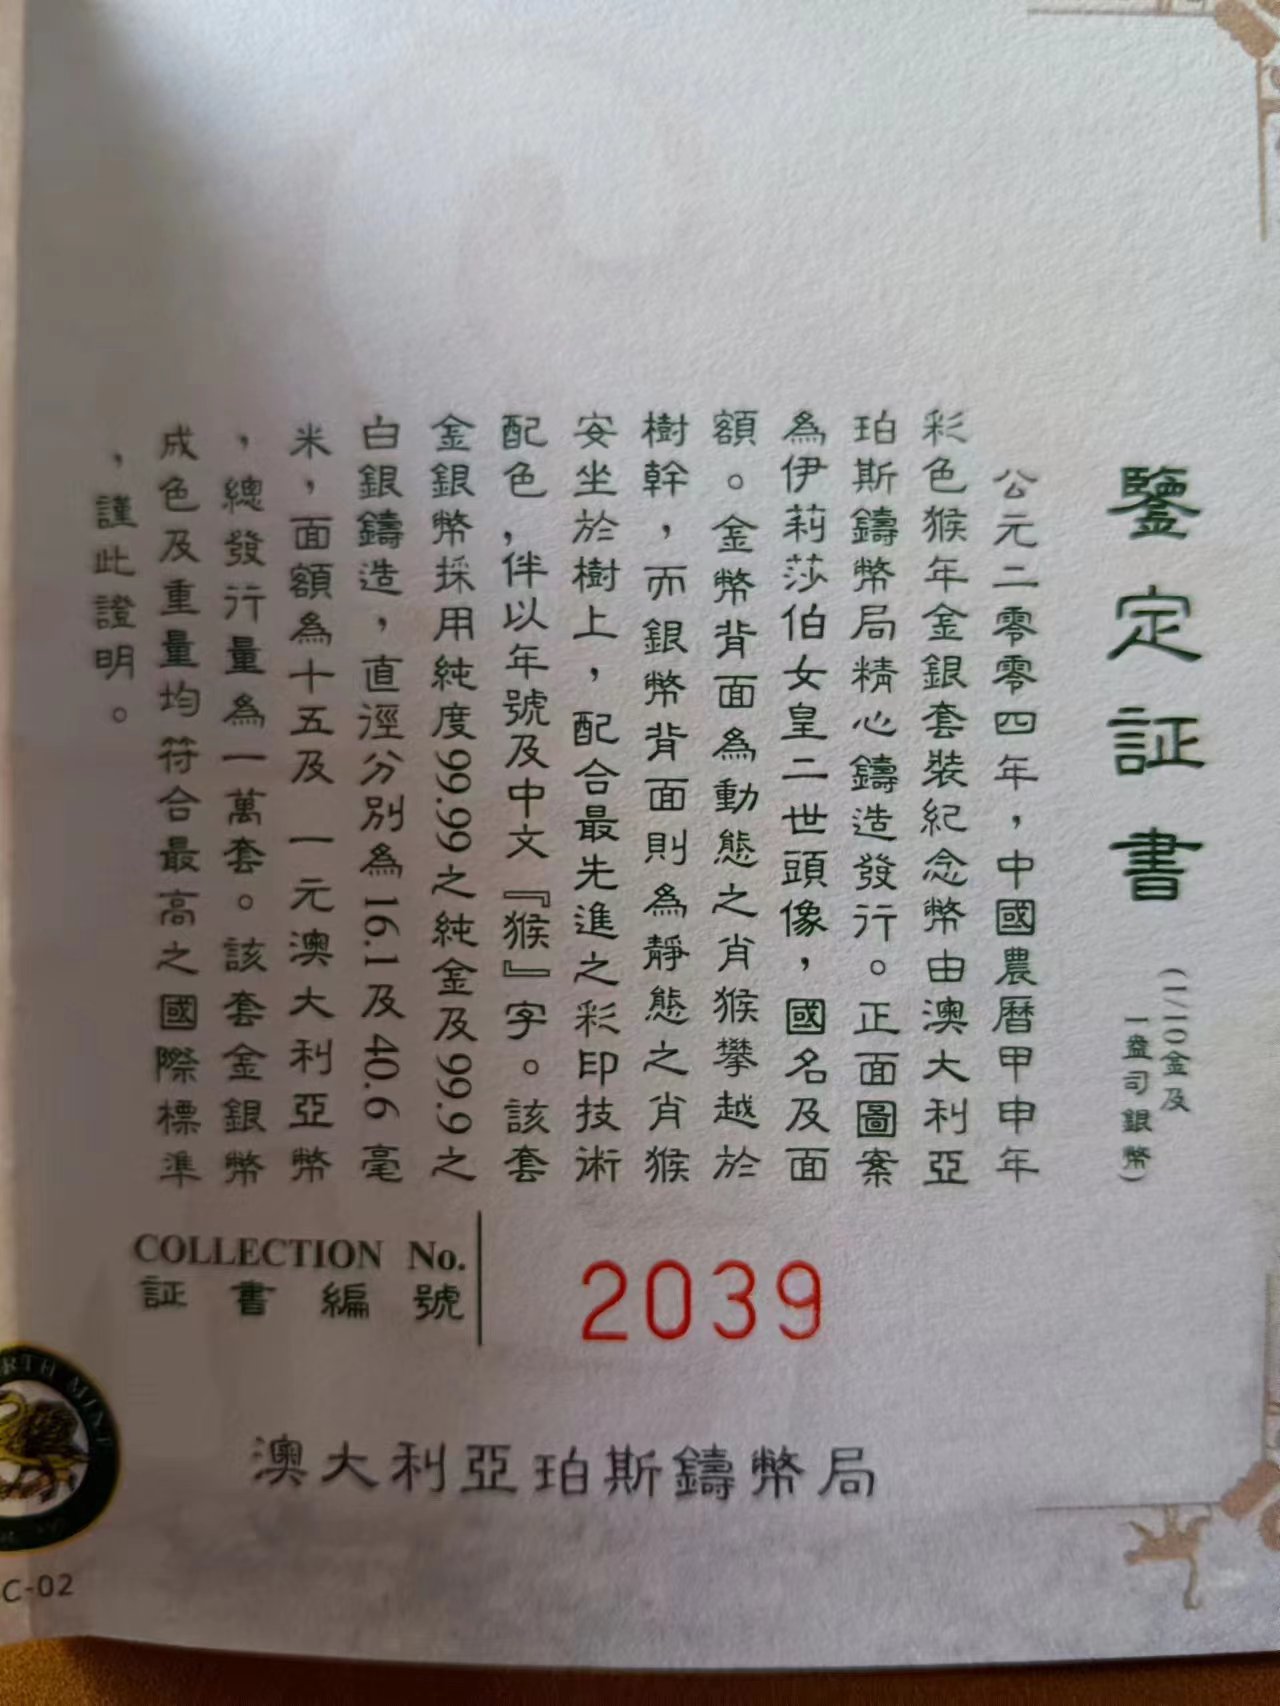 鑒定証書
(1/10金及
一盎司銀幣)
公元二零零四年，中國農曆甲申年
彩色猴年金銀套裝紀念幣由澳大利亞
珀斯鑄幣局精心鑄造發行。正面圖案
為伊莉莎伯女皇二世頭像，國名及面
額。金幣背面為動態之肖猴攀越於
樹幹，而銀幣背面則為靜態之肖猴
安坐於樹上，配合最先進之彩印技術
配色，伴以年號及中文『猴』字。該套
金銀幣採用純度99.99之純金及99.9之
白銀鑄造，直徑分別為16.1及40.6毫
米，面額為十五及 一元澳大利亞幣
，總發行量為一萬套。該套金銀幣
成色及重量均符合最高之國際標準
，謹此證明。
COLLECTION No.
証書編號
2039
澳大利亞珀斯鑄幣局
RTH MINT
C-02